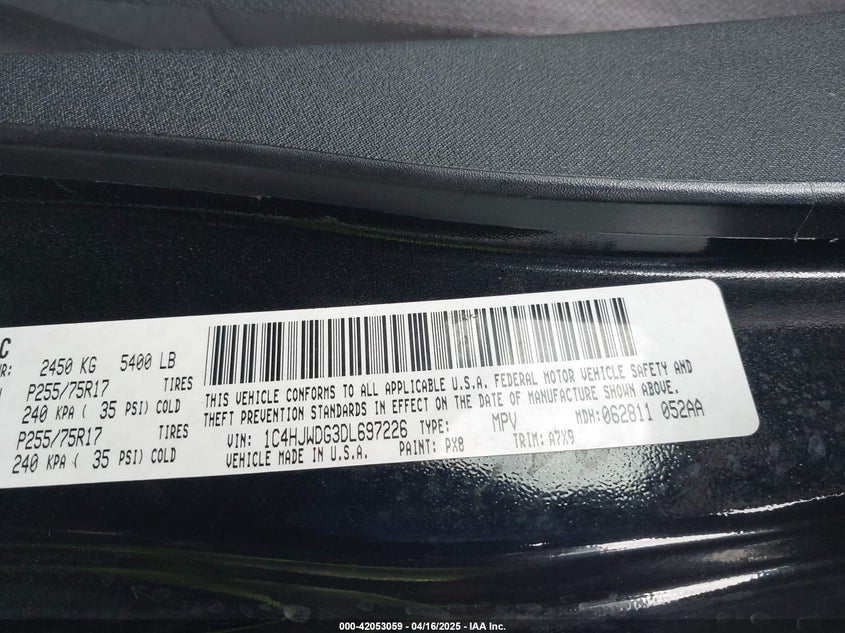 C
2450 KG 5400 LB
P255/75R17 TIRES
240 KPA ( 35 PSI) COLD
P255/75R17 TIRES
240 KPA ( 35 PSI) COLD
THIS VEHICLE CONFORMS TO ALL APPLICABLE U.S.A. FEDERAL MOTOR VEHICLE SAFETY AND
THEFT PREVENTION STANDARDS IN EFFECT ON THE DATE OF MANUFACTURE SHOWN ABOVE.
VIN: 1C4HJWDG3DL697226 TYPE: MPV MDH: 062811 052AA
VEHICLE MADE IN U.S.A. PAINT: PX8 TRIM: A7X9
000-42053059 - 04/16/2025 - IAA Inc.